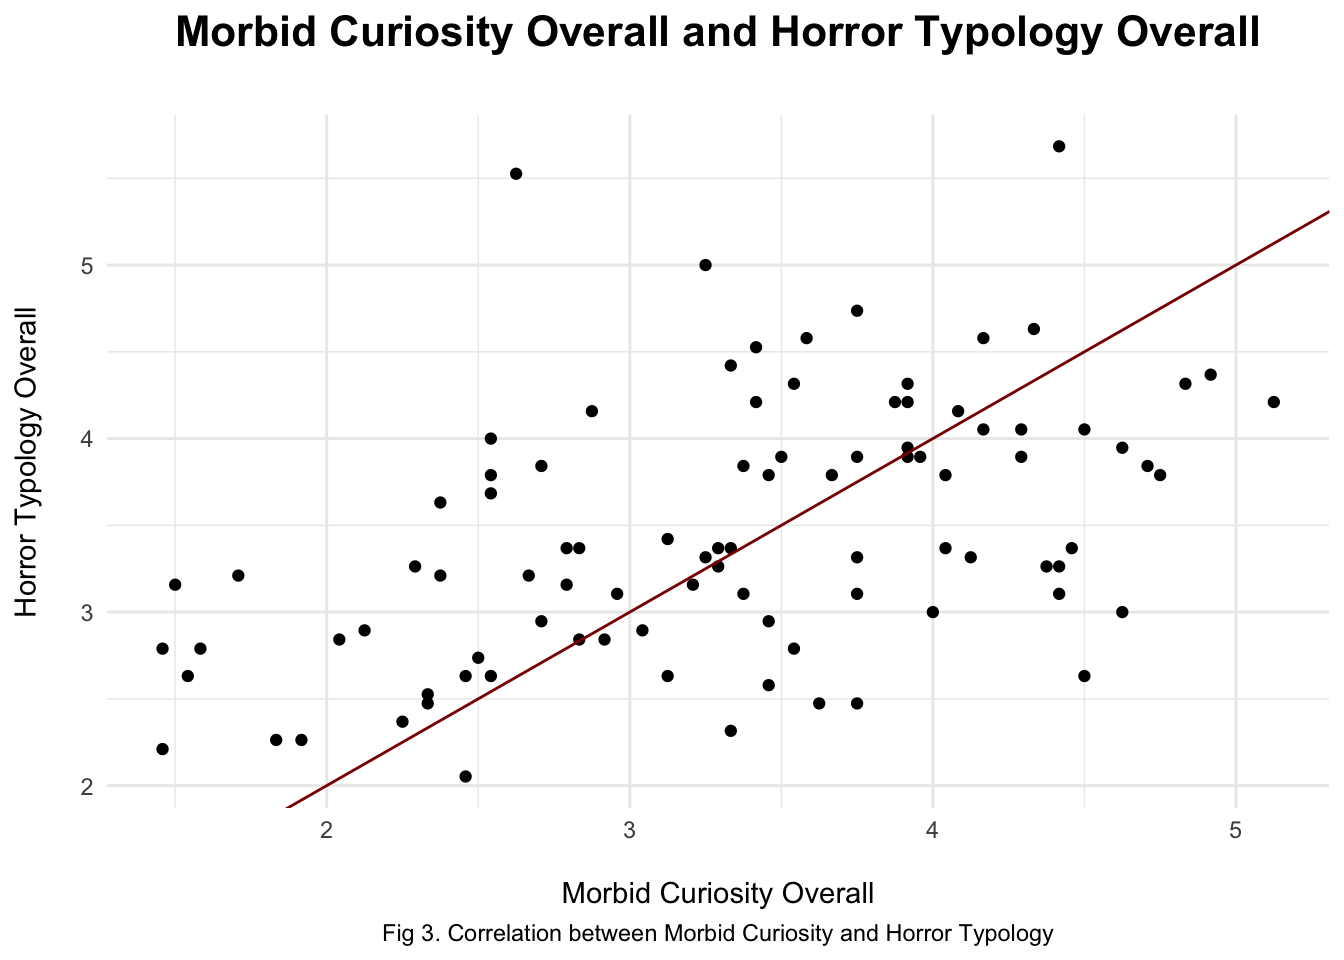 Morbid Curiosity Overall and Horror Typology Overall
Horror Typology Overall
5
4
3
2
2 3 4 5
Morbid Curiosity Overall
Fig 3. Correlation between Morbid Curiosity and Horror Typology